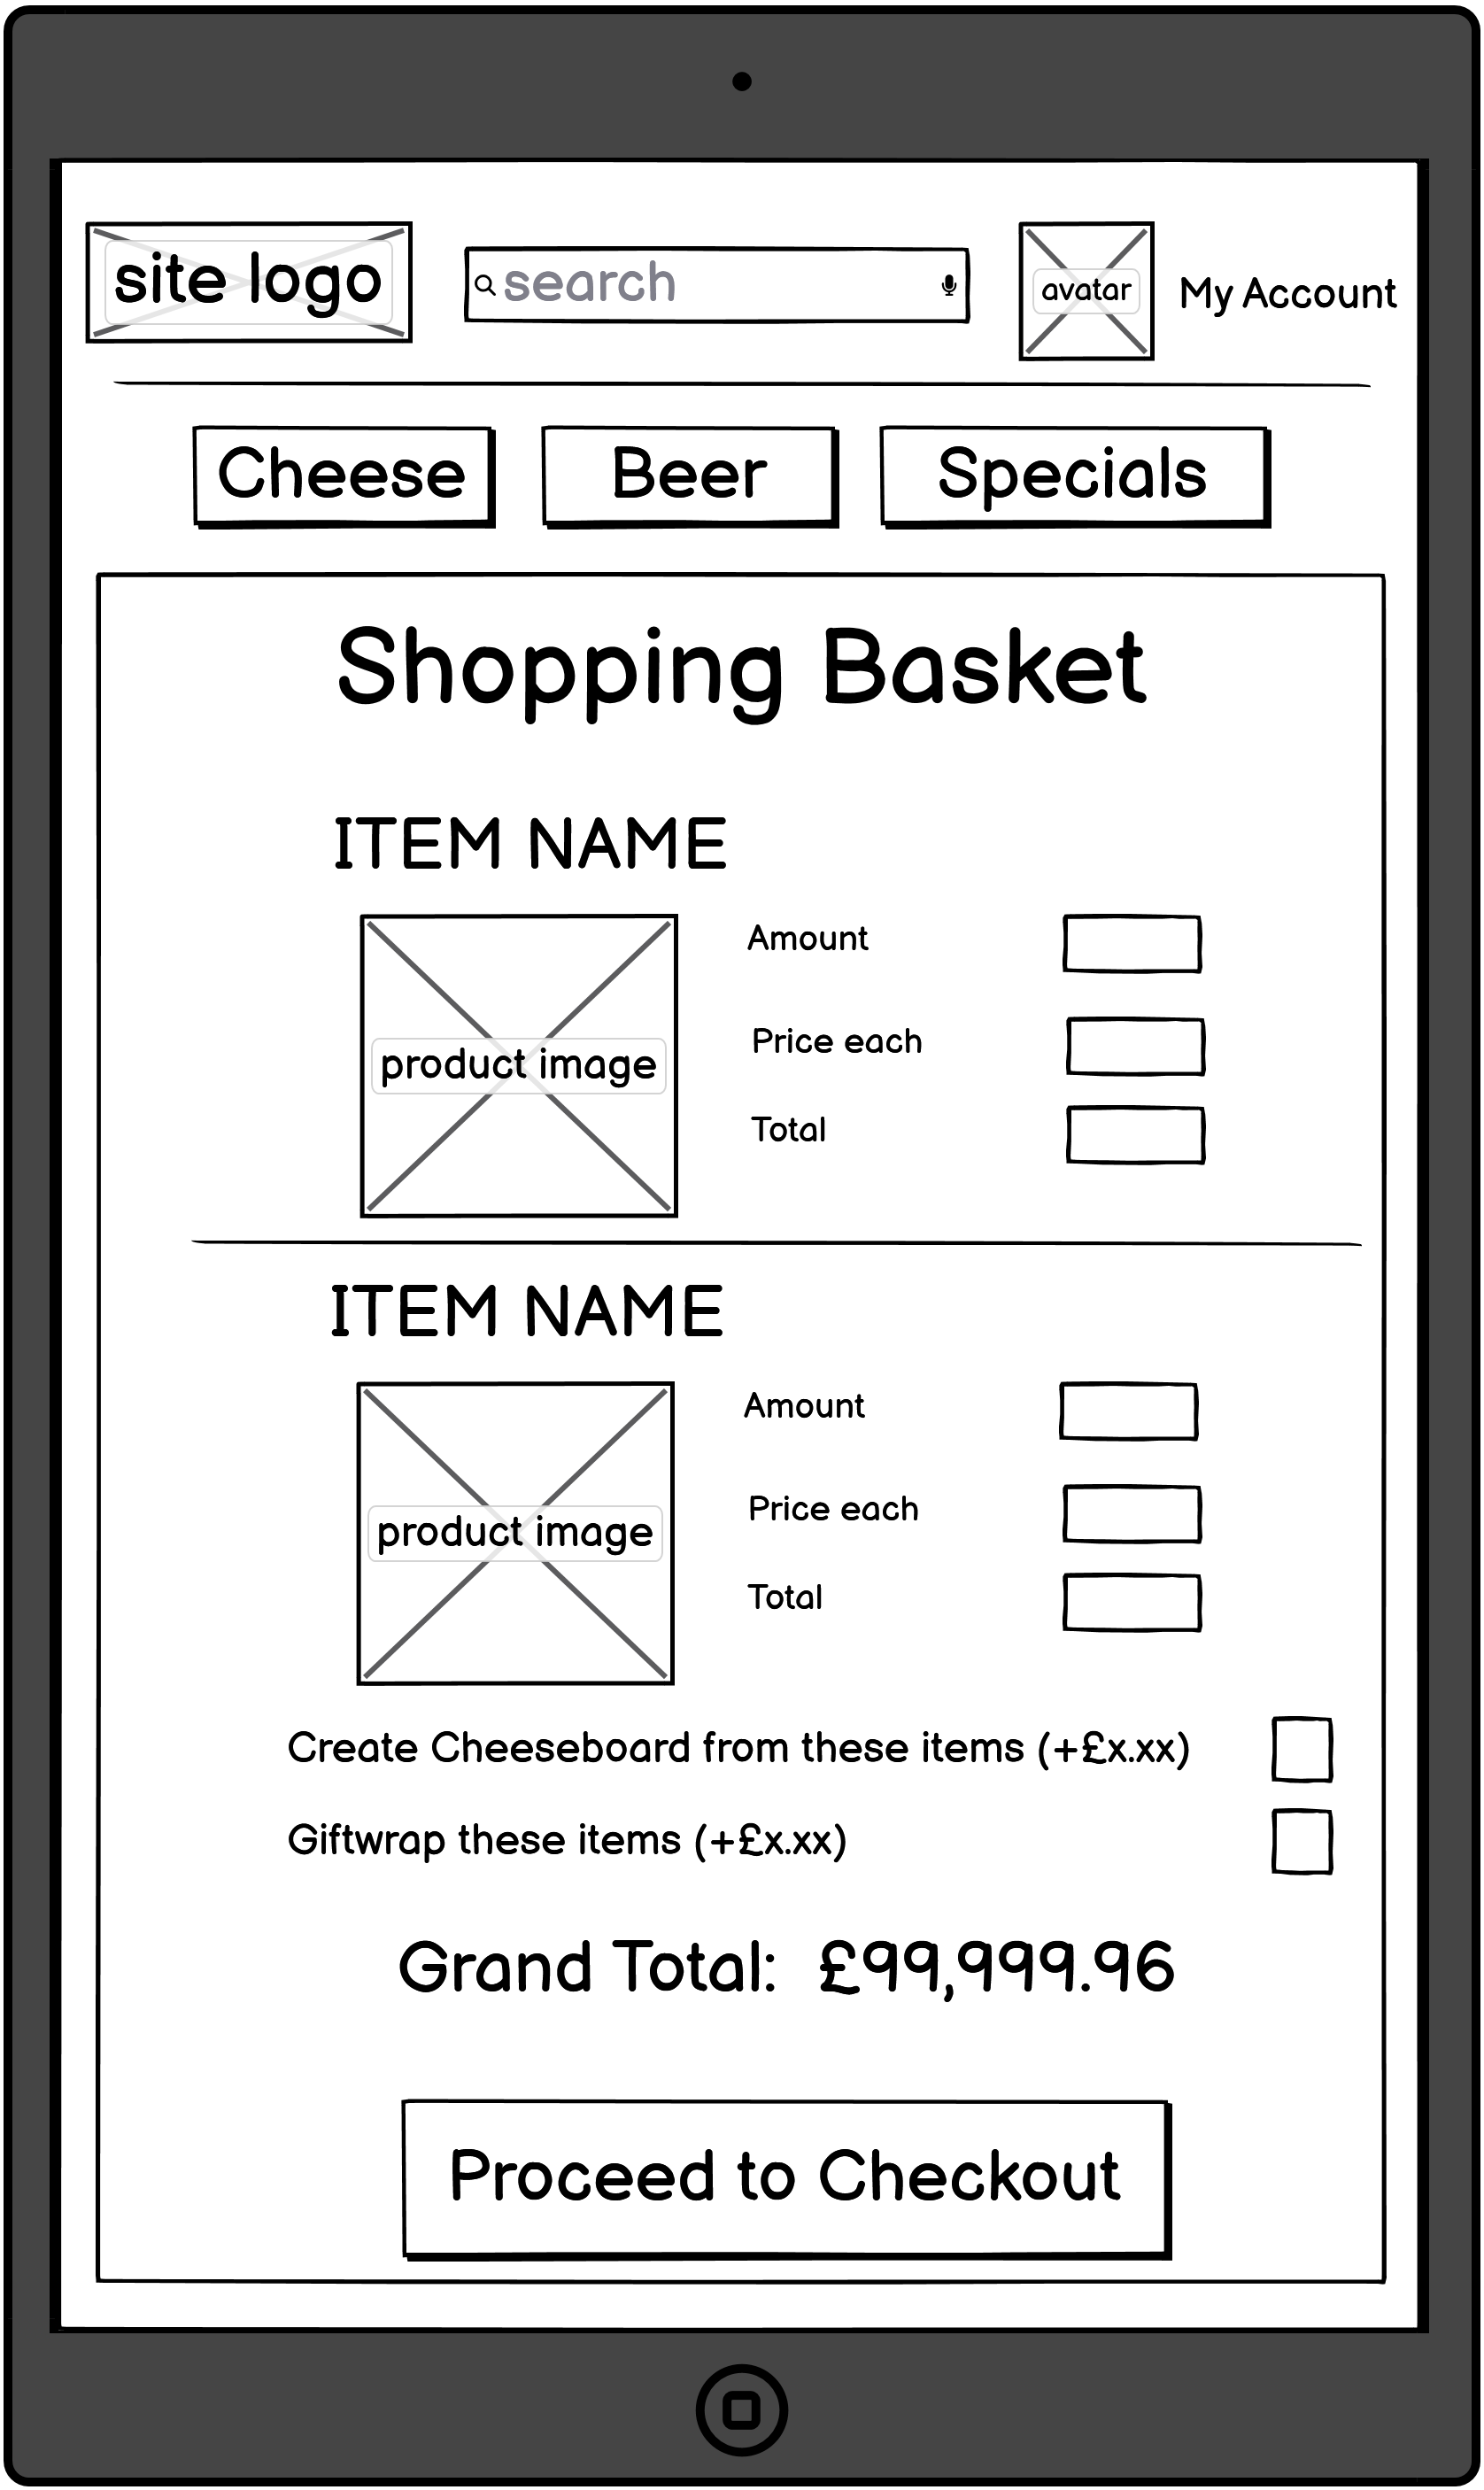 site logo
search
avatar
My Account
Cheese
Beer
Specials
Shopping Basket
ITEM NAME
product image
Amount
Price each
Total
ITEM NAME
product image
Amount
Price each
Total
Create Cheeseboard from these items (+£x.xx)
Giftwrap these items (+£x.xx)
Grand Total: £99,999.96
Proceed to Checkout